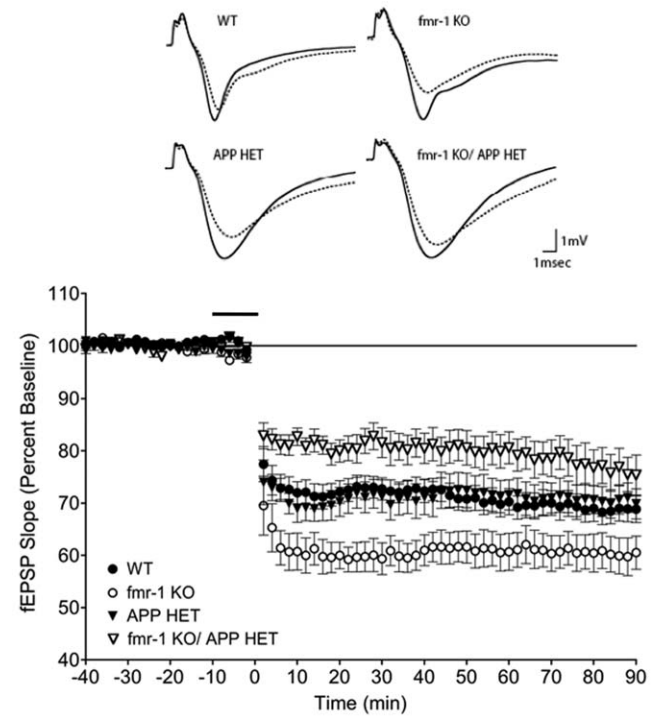 WT
fmr-1 KO
APP HET
fmr-1 KO/ APP HET
1mV
1msec
110
100
90
80
70
60
50
40
fEPSP Slope (Percent Baseline)
WT
fmr-1 KO
APP HET
fmr-1 KO/ APP HET
-40 -30 -20 -10 0 10 20 30 40 50 60 70 80 90
Time (min)